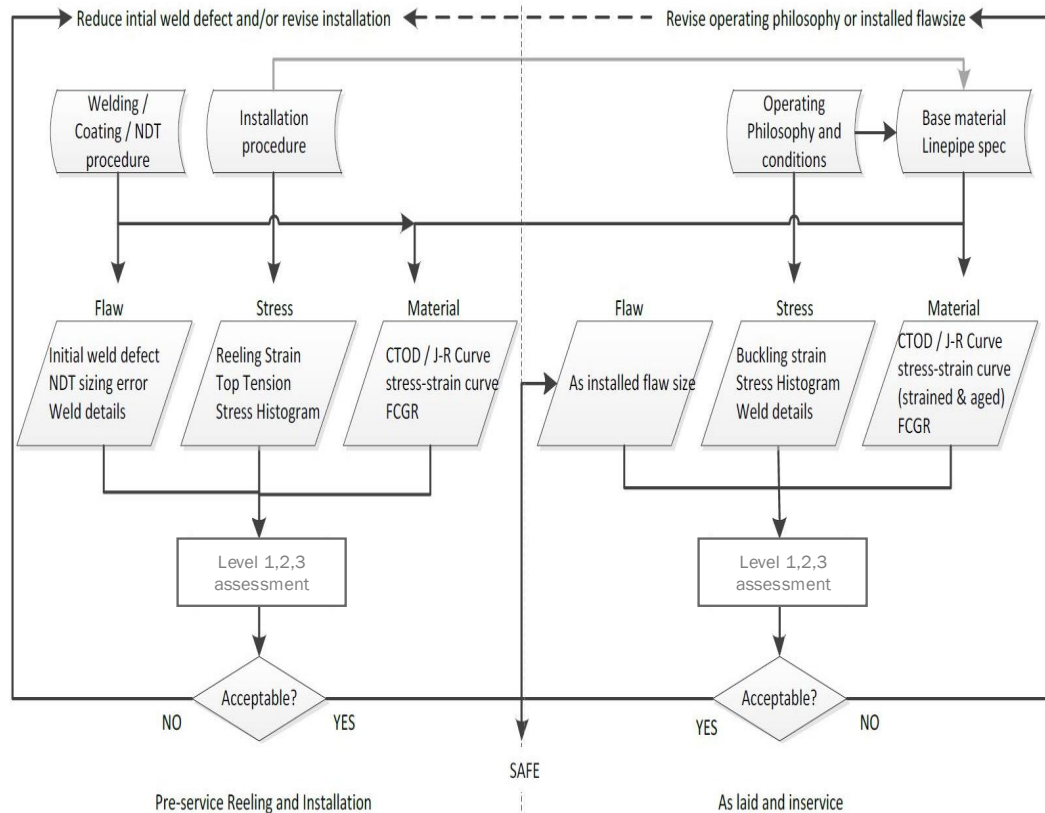 Reduce intial weld defect and/or revise installation
Revise operating philosophy or installed flawsize
Welding /
Coating / NDT
procedure
Installation
procedure
Operating
Philosophy and
conditions
Base material
Linepipe spec
Flaw
Stress
Material
Flaw
Stress
Material
Initial weld defect
NDT sizing error
Weld details
Reeling Strain
Top Tension
Stress Histogram
CTOD / J-R Curve
stress-strain curve
FCGR
As installed flaw size
Buckling strain
Stress Histogram
Weld details
CTOD / J-R Curve
stress-strain curve
(strained & aged)
FCGR
Level 1,2,3
assessment
Level 1,2,3
assessment
Acceptable?
Acceptable?
NO
YES
YES
NO
SAFE
Pre-service Reeling and Installation
As laid and inservice